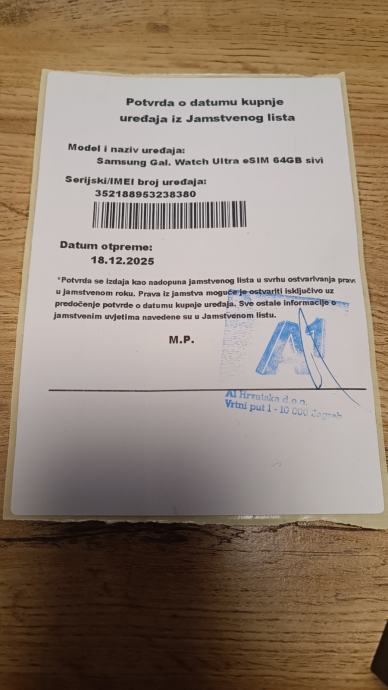 Potvrda o datumu kupnje
uređaja iz Jamstvenog lista
Model i naziv uređaja:
Samsung Gal. Watch Ultra eSIM 64GB sivi
Serijski/IMEI broj uređaja:
352188953238380
Datum otpreme:
18.12.2025
*Potvrda se izdaja kao nadopuna jamstvenog lista u svrhu ostvarivanja prava
u jamstvenom roku. Prava iz jamstva moguće je ostvariti isključivo uz
predočenje potvrde o datumu kupnje uređaja. Sve ostale informacije o
jamstvenim uvjetima navedene su u Jamstvenom listu.
A1
M.P.
A1 Hrvatska d.o.o.
Vrtni put 1 - 10 000 Zagreb